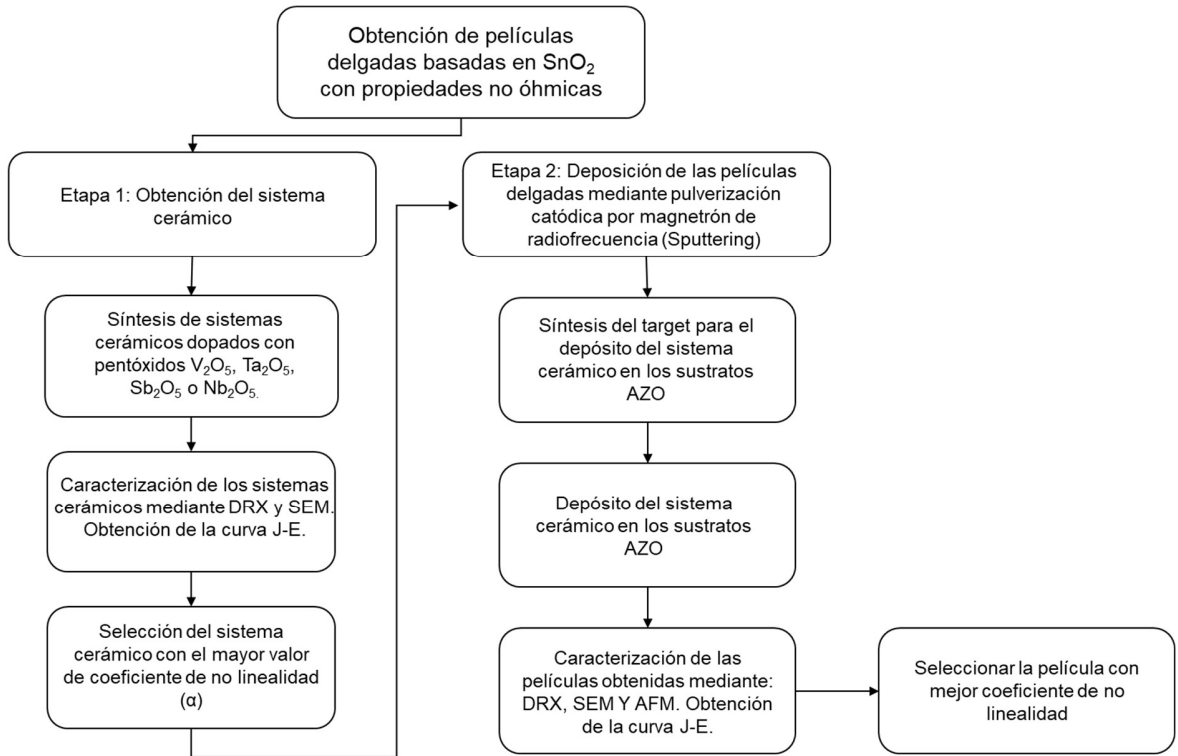 Obtención de películas
delgadas basadas en SnO₂
con propiedades no óhmicas
Etapa 1: Obtención del sistema
cerámico
Síntesis de sistemas
cerámicos dopados con
pentóxidos V₂O₅, Ta₂O₅,
Sb₂O₅ o Nb₂O₅.
Caracterización de los sistemas
cerámicos mediante DRX y SEM.
Obtención de la curva J-E.
Selección del sistema
cerámico con el mayor valor
de coeficiente de no linealidad
(α)
Etapa 2: Deposición de las películas
delgadas mediante pulverización
catódica por magnetrón de
radiofrecuencia (Sputtering)
Síntesis del target para el
depósito del sistema
cerámico en los sustratos
AZO
Depósito del sistema
cerámico en los sustratos
AZO
Caracterización de las
películas obtenidas mediante:
DRX, SEM Y AFM. Obtención
de la curva J-E.
Seleccionar la película con
mejor coeficiente de no
linealidad